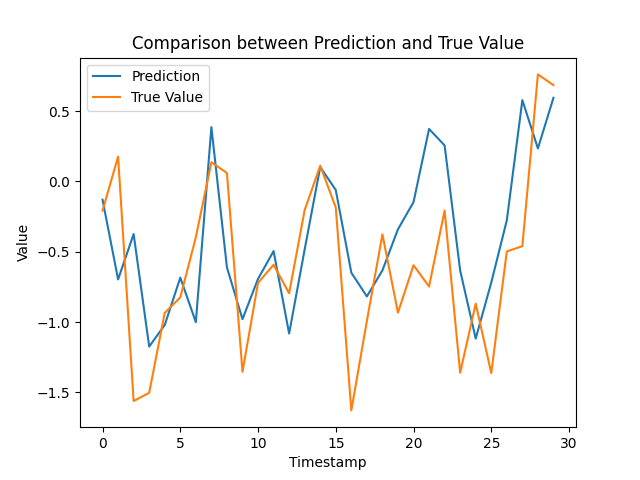 Comparison between Prediction and True Value
Prediction
True Value
0.5
0.0
−0.5
−1.0
−1.5
Value
0 5 10 15 20 25 30
Timestamp